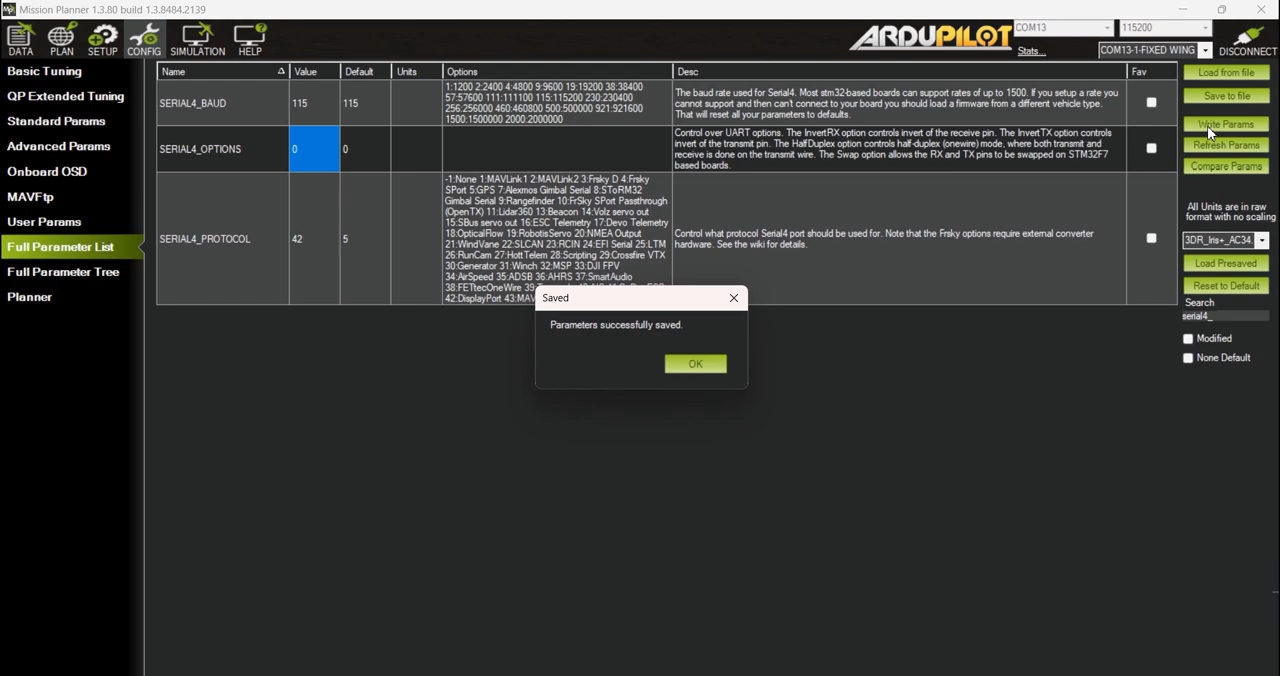 Mission Planner 1.3.80 build 1.3.8484.2139
DATA PLAN SETUP CONFIG SIMULATION HELP
ARDUPILOT
COM13 115200
Stats... COM13-1-FIXED WING DISCONNECT
Basic Tuning
QP Extended Tuning
Standard Params
Advanced Params
Onboard OSD
MAVFtp
User Params
Full Parameter List
Full Parameter Tree
Planner
Name Value Default Units Options Desc Fav
SERIAL4_BAUD 115 115
1:1200 2:2400 4:4800 9:9600 19:19200 38:38400
57:57600 111:111100 115:115200 230:230400
256:256000 460:460800 500:500000 921:921600
1500:1500000 2000:2000000
The baud rate used for Serial4. Most stm32-based boards can support rates of up to 1500. If you setup a rate you
cannot support and then can't connect to your board you should load a firmware from a different vehicle type.
That will reset all your parameters to defaults.
SERIAL4_OPTIONS 0 0
Control over UART options. The InvertRX option controls invert of the receive pin. The InvertTX option controls
invert of the transmit pin. The HalfDuplex option controls half-duplex (onewire) mode, where both transmit and
receive is done on the transmit wire. The Swap option allows the RX and TX pins to be swapped on STM32F7
based boards.
SERIAL4_PROTOCOL 42 5
-1:None 1:MAVLink1 2:MAVLink2 3:Frsky D 4:Frsky
SPort 5:GPS 7:Alexmos Gimbal Serial 8:SToRM32
Gimbal Serial 9:Rangefinder 10:FrSky SPort Passthrough
(OpenTX) 11:Lidar360 13:Beacon 14:Volz servo out
15:SBus servo out 16:ESC Telemetry 17:Devo Telemetry
18:OpticalFlow 19:RobotisServo 20:NMEA Output
21:WindVane 22:SLCAN 23:RCIN 24:EFI Serial 25:LTM
26:RunCam 27:HottTelem 28:Scripting 29:Crossfire VTX
30:Generator 31:Winch 32:MSP 33:DJI FPV
34:AirSpeed 35:ADSB 36:AHRS 37:SmartAudio
38:FETtecOneWire 39
42:DisplayPort 43:MAV
Control what protocol Serial4 port should be used for. Note that the Frsky options require external converter
hardware. See the wiki for details.
Saved
Parameters successfully saved.
OK
Load from file
Save to file
Write Params
Refresh Params
Compare Params
All Units are in raw
format with no scaling
3DR_Iris+_AC34.
Load Presaved
Reset to Default
Search
serial4_
Modified
None Default